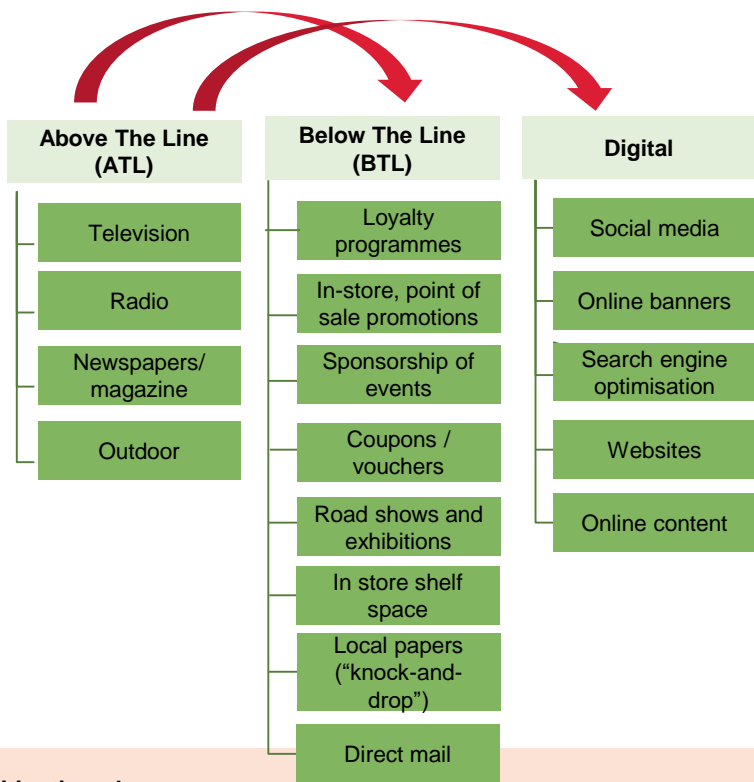 Above The Line
(ATL)
Television
Radio
Newspapers/
magazine
Outdoor
Below The Line
(BTL)
Loyalty
programmes
In-store, point of
sale promotions
Sponsorship of
events
Coupons /
vouchers
Road shows and
exhibitions
In store shelf
space
Local papers
(“knock-and-
drop”)
Direct mail
Digital
Social media
Online banners
Search engine
optimisation
Websites
Online content